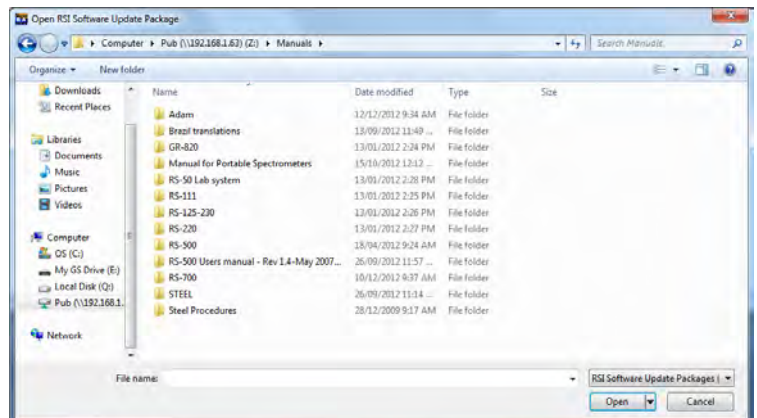 Open RSI Software Update Package
Computer Pub (\\192.168.1.63) (Z:) Manuals
Search Manuals
Organize New folder
Downloads
Recent Places
Libraries
Documents
Music
Pictures
Videos
Computer
OS (C:)
My GS Drive (E:)
Local Disk (Q:)
Pub (\\192.168.1.
Network
Name Date modified Type Size
Adam 12/12/2012 9:34 AM File folder
Brazil translations 13/09/2012 11:49 ... File folder
GR-820 13/01/2012 2:24 PM File folder
Manual for Portable Spectrometers 15/10/2012 12:12 ... File folder
RS-50 Lab system 13/01/2012 2:28 PM File folder
RS-111 13/01/2012 2:25 PM File folder
RS-125-230 13/01/2012 2:26 PM File folder
RS-220 13/01/2012 2:27 PM File folder
RS-500 18/04/2012 9:24 AM File folder
RS-500 Users manual - Rev 1.4-May 2007... 26/09/2012 11:57 ... File folder
RS-700 10/12/2012 9:37 AM File folder
STEEL 26/09/2012 11:14 ... File folder
Steel Procedures 28/12/2009 9:17 AM File folder
File name:
RSI Software Update Packages (
Open Cancel